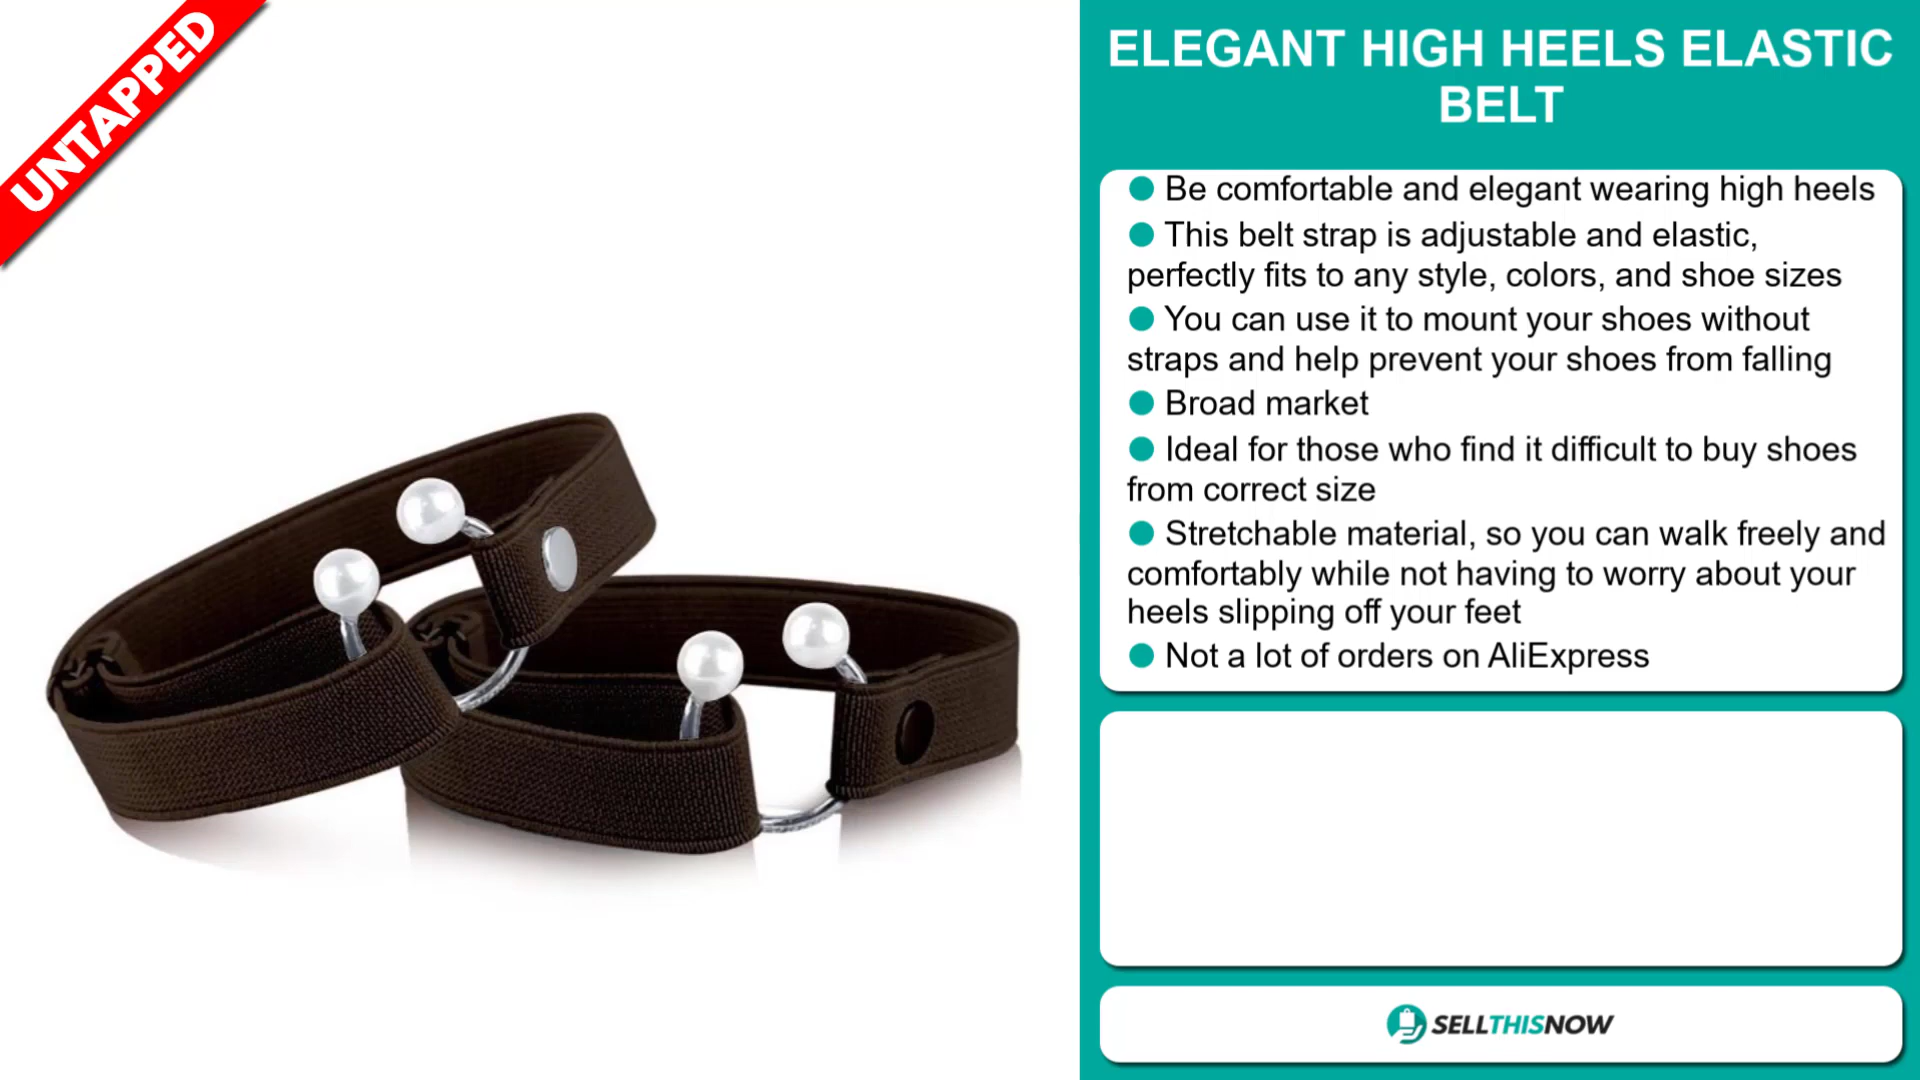 UNTAPPED
ELEGANT HIGH HEELS ELASTIC
BELT
Be comfortable and elegant wearing high heels
This belt strap is adjustable and elastic,
perfectly fits to any style, colors, and shoe sizes
You can use it to mount your shoes without
straps and help prevent your shoes from falling
Broad market
Ideal for those who find it difficult to buy shoes
from correct size
Stretchable material, so you can walk freely and
comfortably while not having to worry about your
heels slipping off your feet
Not a lot of orders on AliExpress
SELLTHISNOW